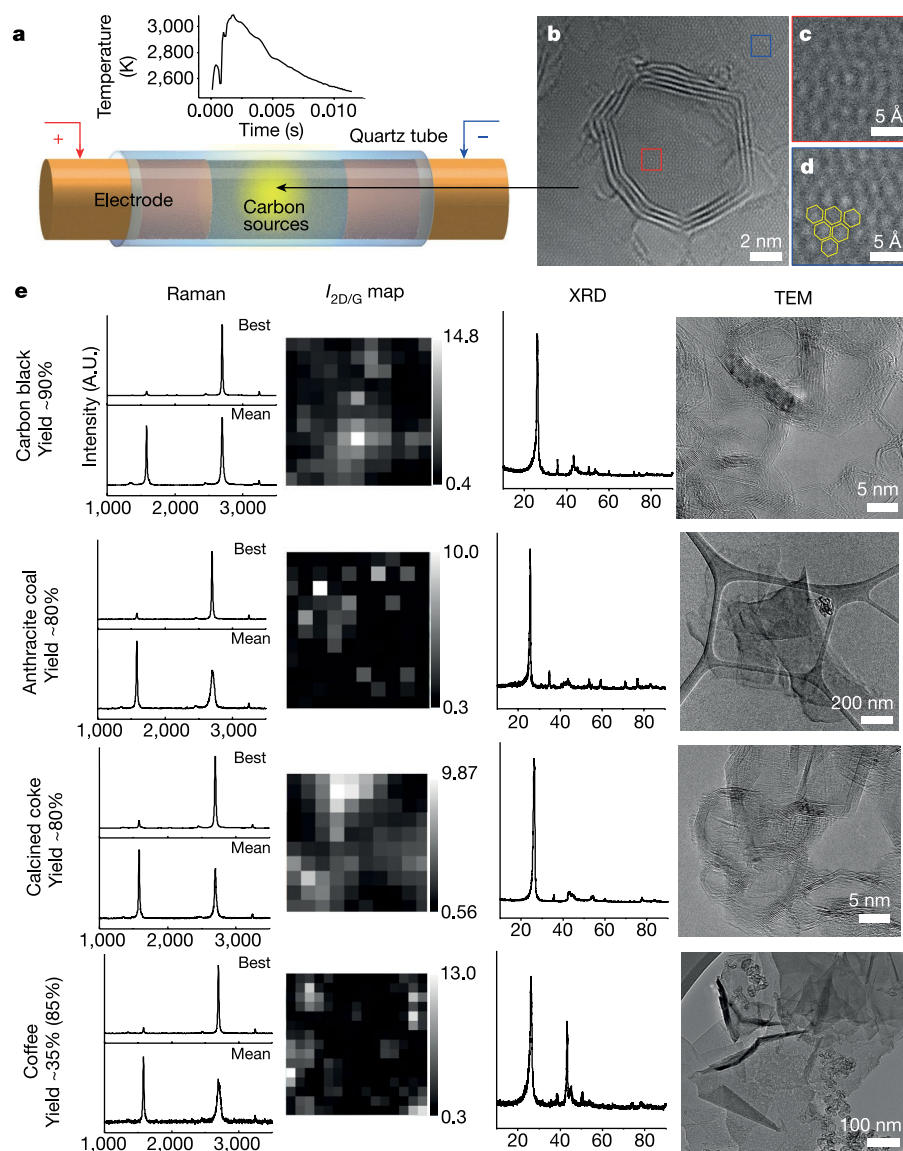 a
Temperature
(K)
3,000
2,800
2,600
0.000
0.005
0.010
Time (s)
+
Quartz tube
–
Electrode
Carbon
sources
b
2 nm
c
5 Å
d
5 Å
e
Raman
I2D/G map
XRD
TEM
Carbon black
Yield ~90%
Intensity (A.U.)
Best
Mean
1,000 2,000 3,000
14.8
0.4
20 40 60 80
5 nm
Anthracite coal
Yield ~80%
Best
Mean
1,000 2,000 3,000
10.0
0.3
20 40 60 80
200 nm
Calcined coke
Yield ~80%
Best
Mean
1,000 2,000 3,000
9.87
0.56
20 40 60 80
5 nm
Coffee
Yield ~35% (85%)
Best
Mean
1,000 2,000 3,000
13.0
0.3
20 40 60 80
100 nm